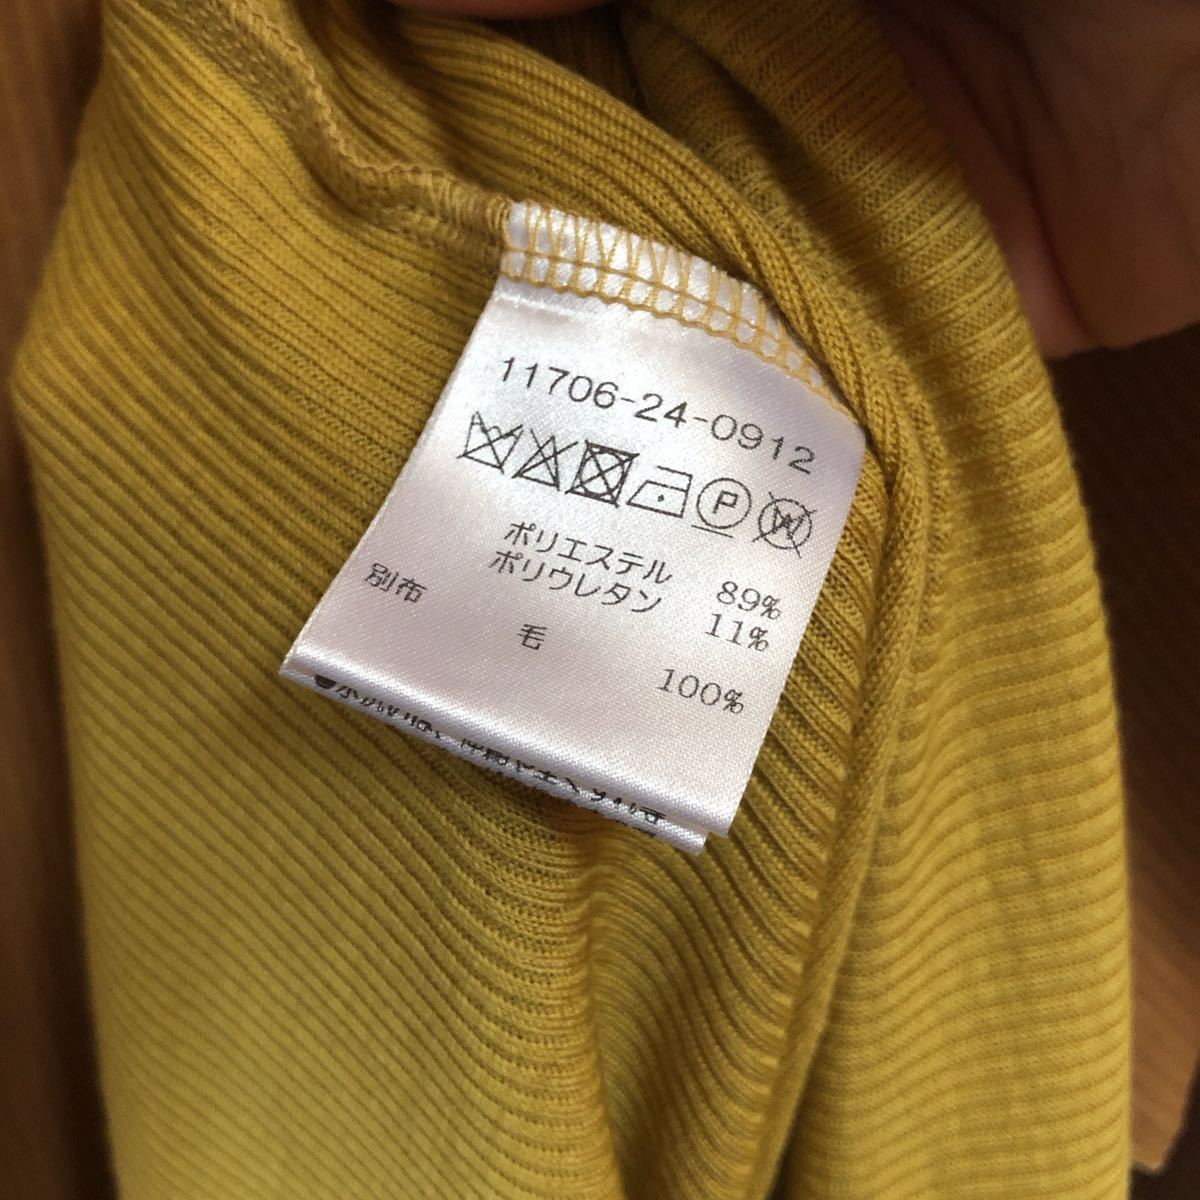 11706-24-0912
P W
ポリエステル 89%
ポリウレタン 11%
別布
毛 100%